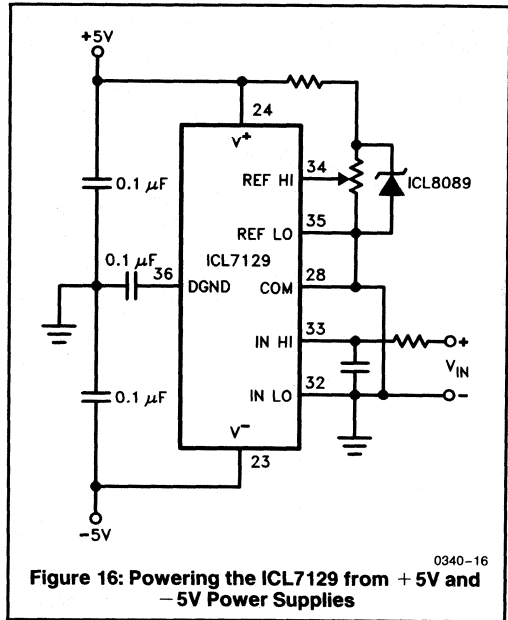 +5V
24
V+
0.1 μF
REF HI
34
ICL8089
REF LO
35
0.1 μF
36
ICL7129
DGND
COM
28
IN HI
33
+
VIN
0.1 μF
IN LO
32
-
V-
23
-5V
0340-16
Figure 16: Powering the ICL7129 from +5V and
-5V Power Supplies